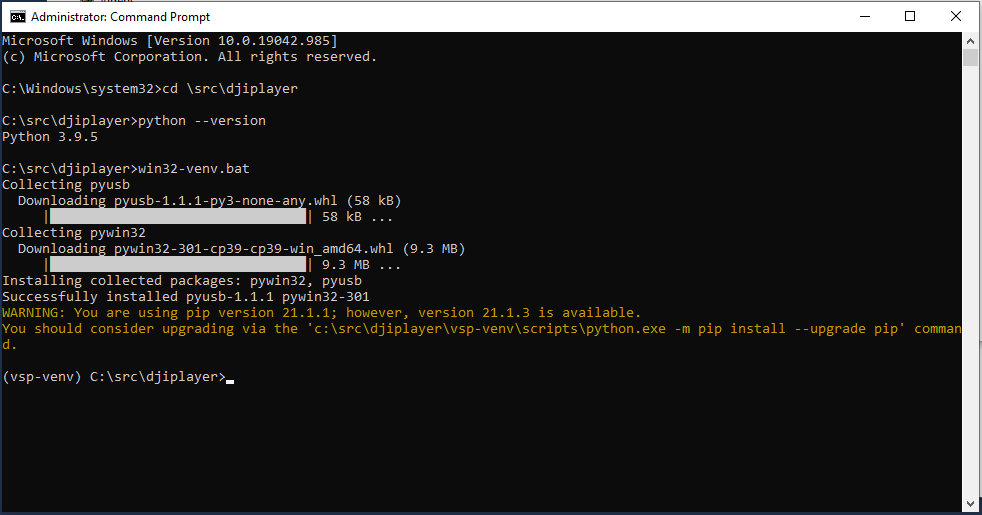 Administrator: Command Prompt
Microsoft Windows [Version 10.0.19042.985]
(c) Microsoft Corporation. All rights reserved.
C:\Windows\system32>cd \src\djiplayer
C:\src\djiplayer>python --version
Python 3.9.5
C:\src\djiplayer>win32-venv.bat
Collecting pyusb
  Downloading pyusb-1.1.1-py3-none-any.whl (58 kB)
     |████████████████████████████████| 58 kB ...
Collecting pywin32
  Downloading pywin32-301-cp39-cp39-win_amd64.whl (9.3 MB)
     |████████████████████████████████| 9.3 MB ...
Installing collected packages: pywin32, pyusb
Successfully installed pyusb-1.1.1 pywin32-301
WARNING: You are using pip version 21.1.1; however, version 21.1.3 is available.
You should consider upgrading via the 'c:\src\djiplayer\vsp-venv\scripts\python.exe -m pip install --upgrade pip' comman
d.
(vsp-venv) C:\src\djiplayer>